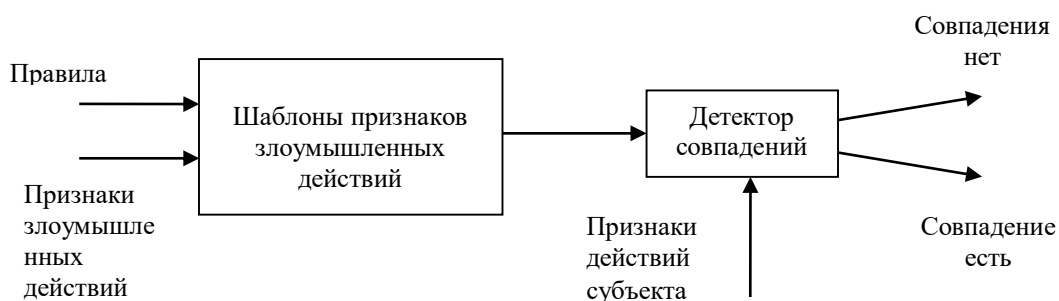 Правила
Признаки
злоумышле
нных
действий
Шаблоны признаков
злоумышленных
действий
Детектор
совпадений
Признаки
действий
субъекта
Совпадения
нет
Совпадение
есть